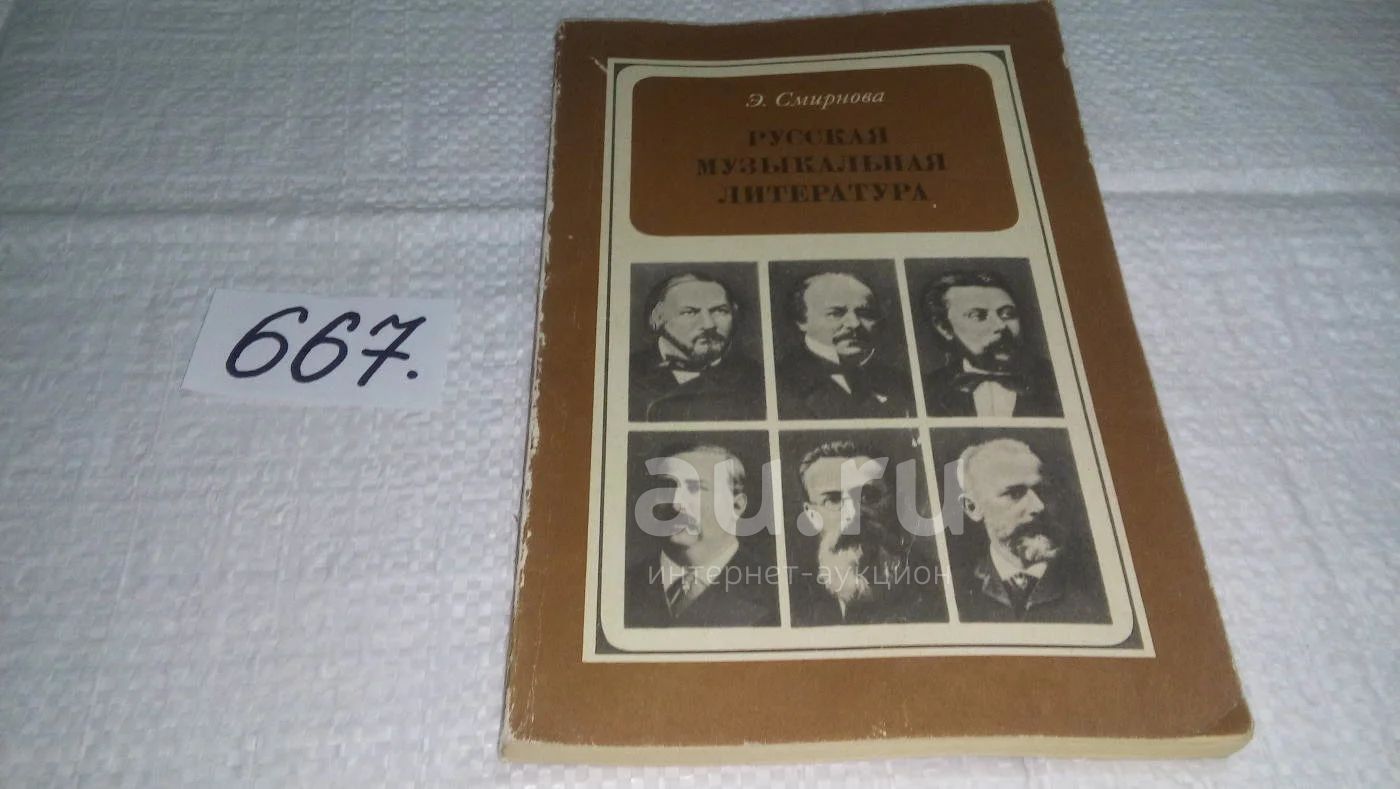 Э. Смирнова
РУССКАЯ
МУЗЫКАЛЬНАЯ
ЛИТЕРАТУРА
667.
au.ru
интернет-аукцион